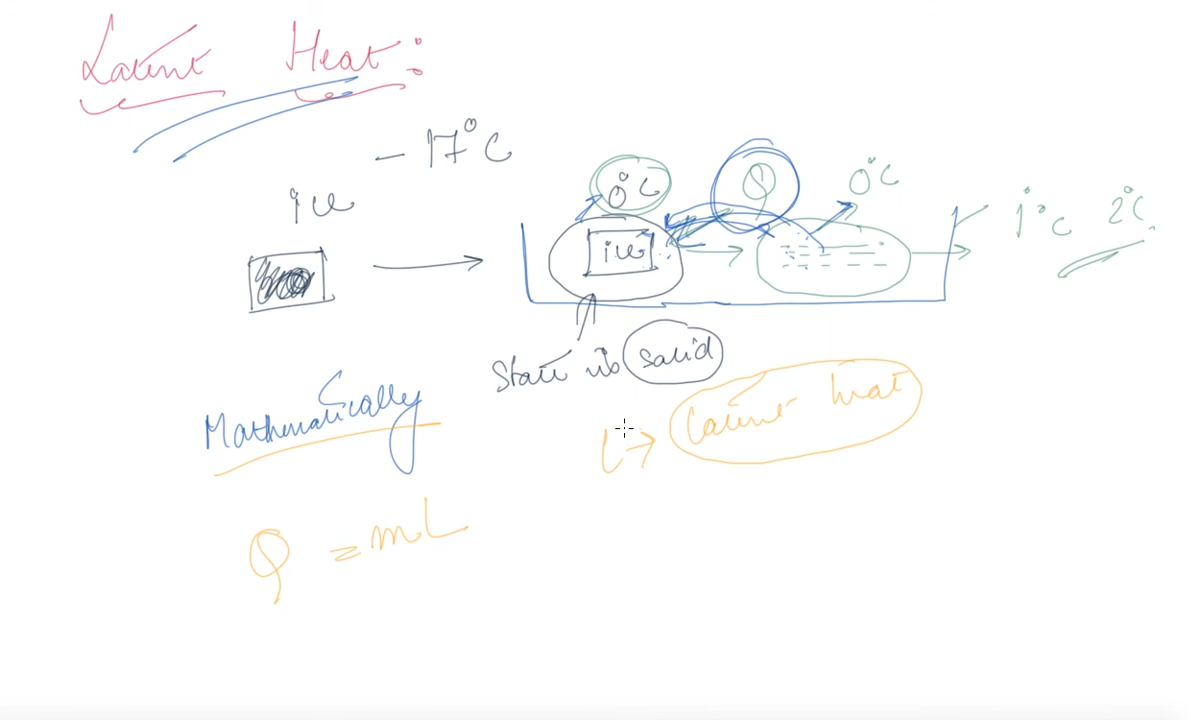 Latent Heat:
- 17°C
ice
0°C
Q
0°C
1°C 2°C
ice
State is solid
Mathematically
L → Latent heat
Q = mL